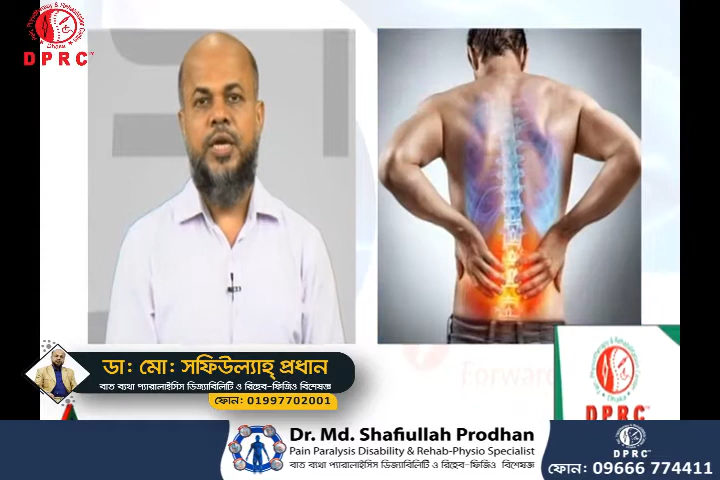 DPRC
ডা: মো: সফিউল্যাহ্ প্রধান
বাত ব্যথা প্যারালাইসিস ডিজ্যাবিলিটি ও রিহেব-ফিজিও বিশেষজ্ঞ
ফোন: 01997702001
Forward
DPRC
Dr. Md. Shafiullah Prodhan
Pain Paralysis Disability & Rehab-Physio Specialist
বাত ব্যথা প্যারালাইসিস ডিজ্যাবিলিটি ও রিহেব-ফিজিও বিশেষজ্ঞ
DPRC
ফোন: 09666 774411